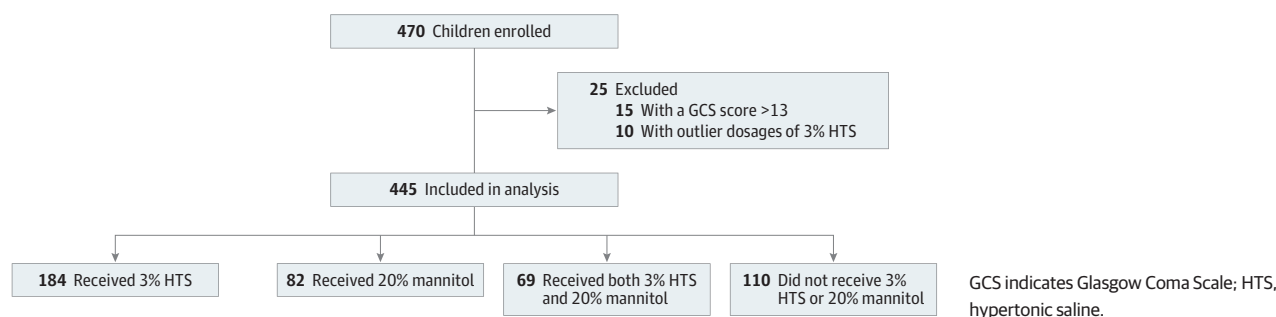 470 Children enrolled
25 Excluded
15 With a GCS score >13
10 With outlier dosages of 3% HTS
445 Included in analysis
184 Received 3% HTS
82 Received 20% mannitol
69 Received both 3% HTS
and 20% mannitol
110 Did not receive 3%
HTS or 20% mannitol
GCS indicates Glasgow Coma Scale; HTS,
hypertonic saline.